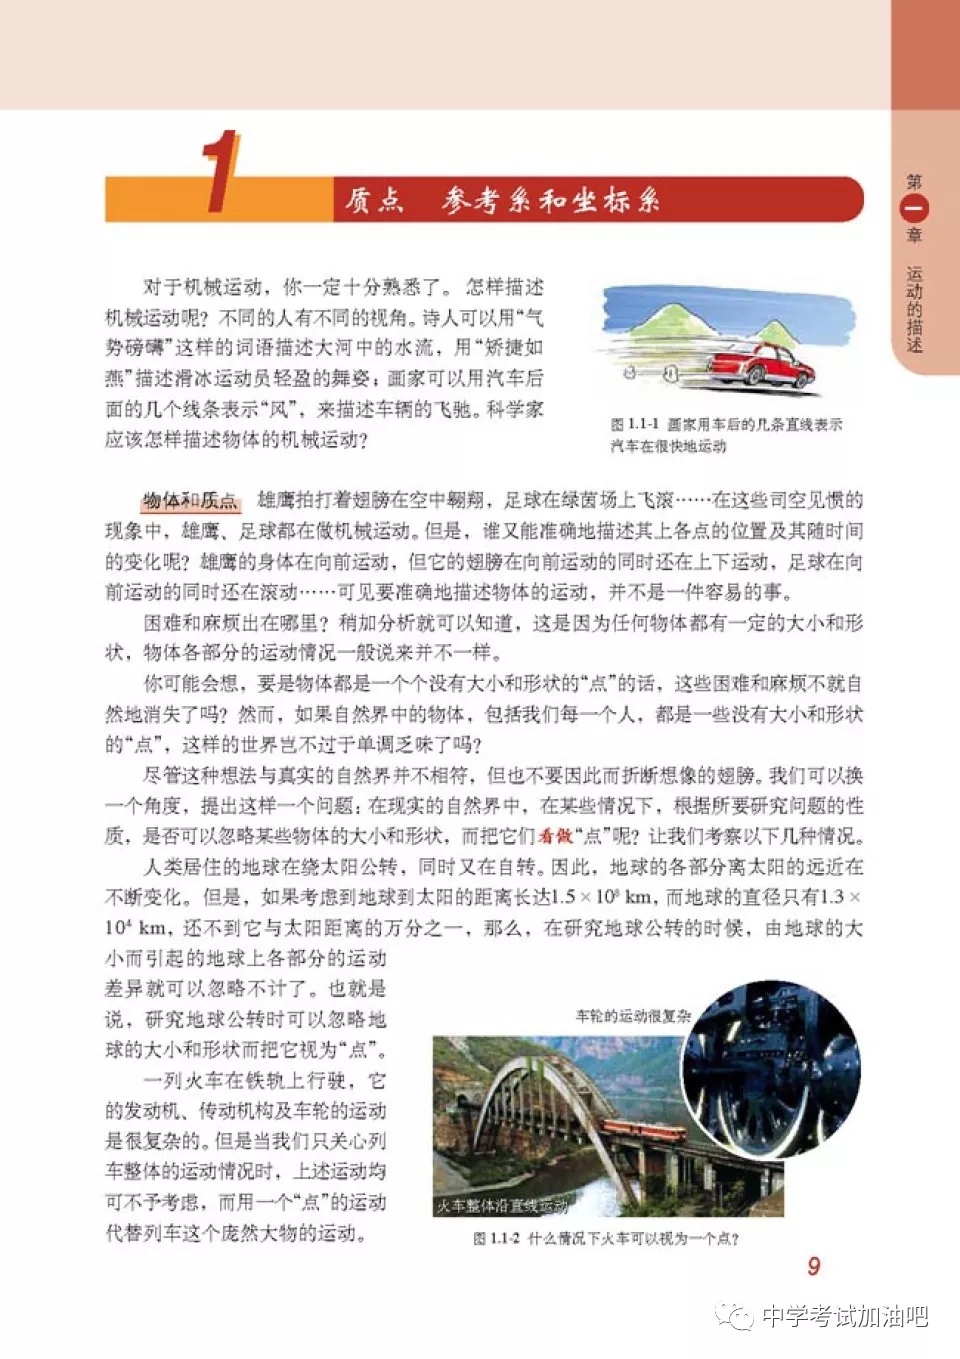 1
质点 参考系和坐标系
第一章 运动的描述
对于机械运动，你一定十分熟悉了。怎样描述
机械运动呢？不同的人有不同的视角。诗人可以用“气
势磅礴”这样的词语描述大河中的水流，用“矫捷如
燕”描述滑冰运动员轻盈的舞姿；画家可以用汽车后
面的几个线条表示“风”，来描述车辆的飞驰。科学家
应该怎样描述物体的机械运动？
图 1.1-1 画家用车后的几条直线表示
汽车在很快地运动
物体和质点 雄鹰拍打着翅膀在空中翱翔，足球在绿茵场上飞滚……在这些司空见惯的
现象中，雄鹰、足球都在做机械运动。但是，谁又能准确地描述其上各点的位置及其随时间
的变化呢？雄鹰的身体在向前运动，但它的翅膀在向前运动的同时还在上下运动，足球在向
前运动的同时还在滚动……可见要准确地描述物体的运动，并不是一件容易的事。
困难和麻烦出在哪里？稍加分析就可以知道，这是因为任何物体都有一定的大小和形
状，物体各部分的运动情况一般说来并不一样。
你可能会想，要是物体都是一个个没有大小和形状的“点”的话，这些困难和麻烦不就自
然地消失了吗？然而，如果自然界中的物体，包括我们每一个人，都是一些没有大小和形状
的“点”，这样的世界岂不过于单调乏味了吗？
尽管这种想法与真实的自然界并不相符，但也不要因此而折断想像的翅膀。我们可以换
一个角度，提出这样一个问题：在现实的自然界中，在某些情况下，根据所要研究问题的性
质，是否可以忽略某些物体的大小和形状，而把它们看做“点”呢？让我们考察以下几种情况。
人类居住的地球在绕太阳公转，同时又在自转。因此，地球的各部分离太阳的远近在
不断变化。但是，如果考虑到地球到太阳的距离长达1.5×10⁸ km，而地球的直径只有1.3×
10⁴ km，还不到它与太阳距离的万分之一，那么，在研究地球公转的时候，由地球的大
小而引起的地球上各部分的运动
差异就可以忽略不计了。也就是
说，研究地球公转时可以忽略地
球的大小和形状而把它视为“点”。
一列火车在铁轨上行驶，它
的发动机、传动机构及车轮的运动
是很复杂的。但是当我们只关心列
车整体的运动情况时，上述运动均
可不予考虑，而用一个“点”的运动
代替列车这个庞然大物的运动。
车轮的运动很复杂
火车整体沿直线运动
图 1.1-2 什么情况下火车可以视为一个点？
9
中学考试加油吧